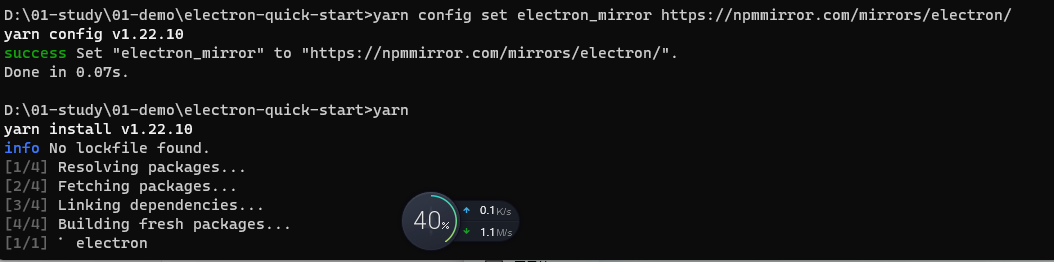 D:\01-study\01-demo\electron-quick-start>yarn config set electron_mirror https://npmmirror.com/mirrors/electron/
yarn config v1.22.10
success Set "electron_mirror" to "https://npmmirror.com/mirrors/electron/".
Done in 0.07s.
D:\01-study\01-demo\electron-quick-start>yarn
yarn install v1.22.10
info No lockfile found.
[1/4] Resolving packages...
[2/4] Fetching packages...
[3/4] Linking dependencies...
[4/4] Building fresh packages...
[1/1] ⠁ electron
40%
↑ 0.1K/s
↓ 1.1M/s